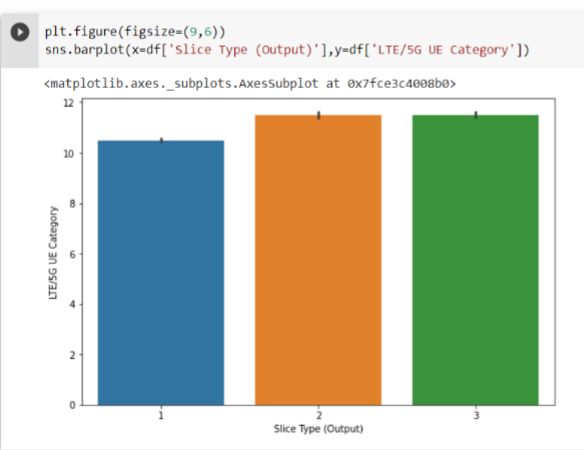 plt.figure(figsize=(9,6))
sns.barplot(x=df['Slice Type (Output)'],y=df['LTE/5G UE Category'])
<matplotlib.axes._subplots.AxesSubplot at 0x7fce3c4008b0>
12
10
8
6
4
2
0
LTE/5G UE Category
1
2
3
Slice Type (Output)